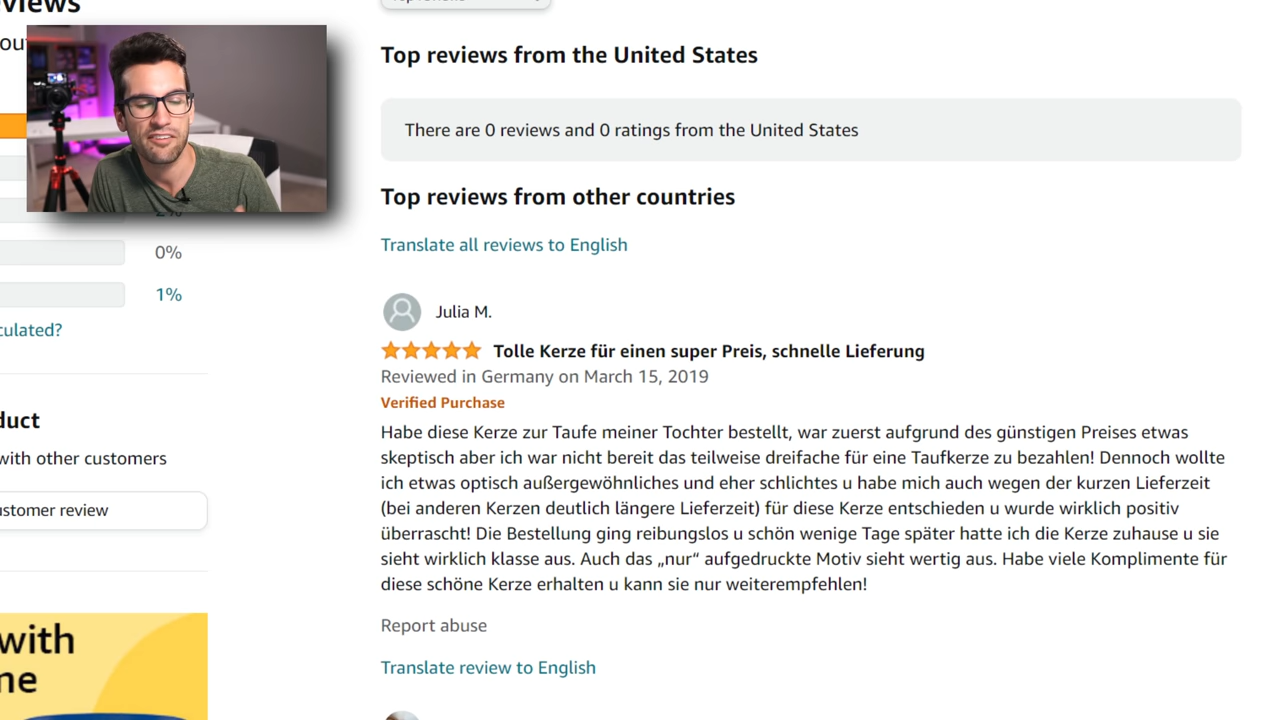 Top reviews from the United States
There are 0 reviews and 0 ratings from the United States
Top reviews from other countries
Translate all reviews to English
0%
1%
culated?
Julia M.
Tolle Kerze für einen super Preis, schnelle Lieferung
Reviewed in Germany on March 15, 2019
Verified Purchase
Habe diese Kerze zur Taufe meiner Tochter bestellt, war zuerst aufgrund des günstigen Preises etwas
skeptisch aber ich war nicht bereit das teilweise dreifache für eine Taufkerze zu bezahlen! Dennoch wollte
ich etwas optisch außergewöhnliches und eher schlichtes u habe mich auch wegen der kurzen Lieferzeit
(bei anderen Kerzen deutlich längere Lieferzeit) für diese Kerze entschieden u wurde wirklich positiv
überrascht! Die Bestellung ging reibungslos u schön wenige Tage später hatte ich die Kerze zuhause u sie
sieht wirklich klasse aus. Auch das „nur“ aufgedruckte Motiv sieht wertig aus. Habe viele Komplimente für
diese schöne Kerze erhalten u kann sie nur weiterempfehlen!
Report abuse
Translate review to English
duct
with other customers
ustomer review
with
ne